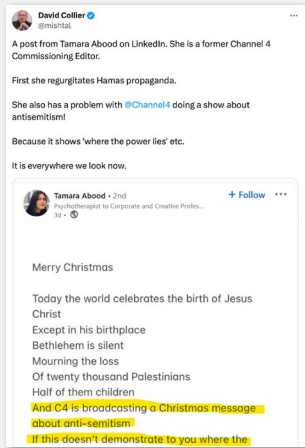 David Collier
@mishtal
A post from Tamara Abood on LinkedIn. She is a former Channel 4
Commissioning Editor.
First she regurgitates Hamas propaganda.
She also has a problem with @Channel4 doing a show about
antisemitism!
Because it shows 'where the power lies' etc.
It is everywhere we look now.
Tamara Abood • 2nd
+ Follow
Psychotherapist to Corporate and Creative Profes...
3d •
Merry Christmas
Today the world celebrates the birth of Jesus
Christ
Except in his birthplace
Bethlehem is silent
Mourning the loss
Of twenty thousand Palestinians
Half of them children
And C4 is broadcasting a Christmas message
about anti-semitism
If this doesn't demonstrate to you where the